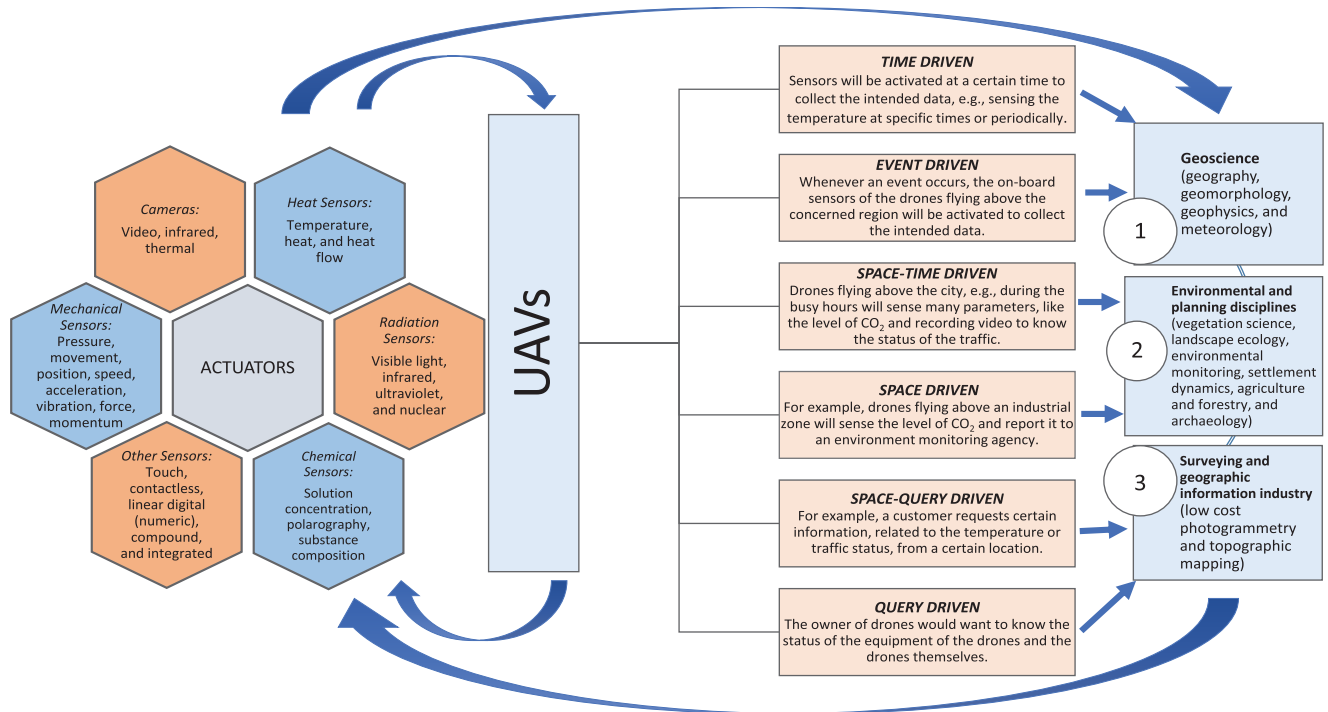 Cameras:
Video, infrared,
thermal
Heat Sensors:
Temperature,
heat, and heat
flow
Mechanical
Sensors:
Pressure,
movement,
position, speed,
acceleration,
vibration, force,
momentum
ACTUATORS
Radiation
Sensors:
Visible light,
infrared,
ultraviolet,
and nuclear
Other Sensors:
Touch,
contactless,
linear digital
(numeric),
compound,
and integrated
Chemical
Sensors:
Solution
concentration,
polarography,
substance
composition
UAVs
TIME DRIVEN
Sensors will be activated at a certain time to
collect the intended data, e.g., sensing the
temperature at specific times or periodically.
EVENT DRIVEN
Whenever an event occurs, the on-board
sensors of the drones flying above the
concerned region will be activated to collect
the intended data.
SPACE-TIME DRIVEN
Drones flying above the city, e.g., during the
busy hours will sense many parameters, like
the level of CO2 and recording video to know
the status of the traffic.
SPACE DRIVEN
For example, drones flying above an industrial
zone will sense the level of CO2 and report it to
an environment monitoring agency.
SPACE-QUERY DRIVEN
For example, a customer requests certain
information, related to the temperature or
traffic status, from a certain location.
QUERY DRIVEN
The owner of drones would want to know the
status of the equipment of the drones and the
drones themselves.
1
Geoscience
(geography,
geomorphology,
geophysics, and
meteorology)
2
Environmental and
planning disciplines
(vegetation science,
landscape ecology,
environmental
monitoring, settlement
dynamics, agriculture
and forestry, and
archaeology)
3
Surveying and
geographic
information industry
(low cost
photogrammetry
and topographic
mapping)